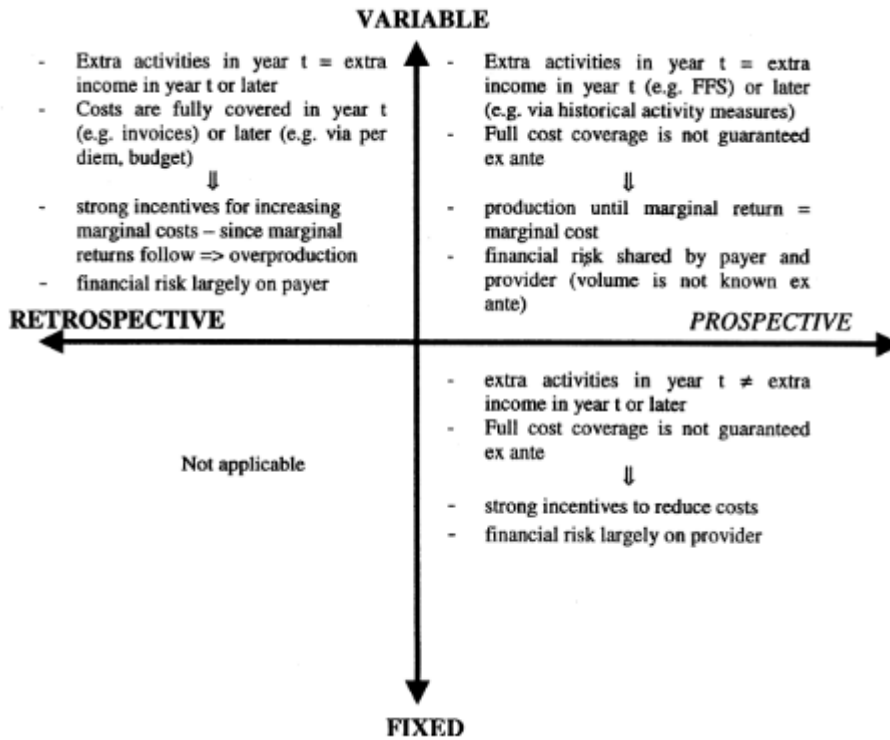 VARIABLE
- Extra activities in year t = extra
income in year t or later
- Costs are fully covered in year t
(e.g. invoices) or later (e.g. via per
diem, budget)
⇓
- strong incentives for increasing
marginal costs – since marginal
returns follow => overproduction
- financial risk largely on payer
- Extra activities in year t = extra
income in year t (e.g. FFS) or later
(e.g. via historical activity measures)
- Full cost coverage is not guaranteed
ex ante
⇓
- production until marginal return =
marginal cost
- financial risk shared by payer and
provider (volume is not known ex
ante)
RETROSPECTIVE
PROSPECTIVE
Not applicable
- extra activities in year t ≠ extra
income in year t or later
- Full cost coverage is not guaranteed
ex ante
⇓
- strong incentives to reduce costs
- financial risk largely on provider
FIXED